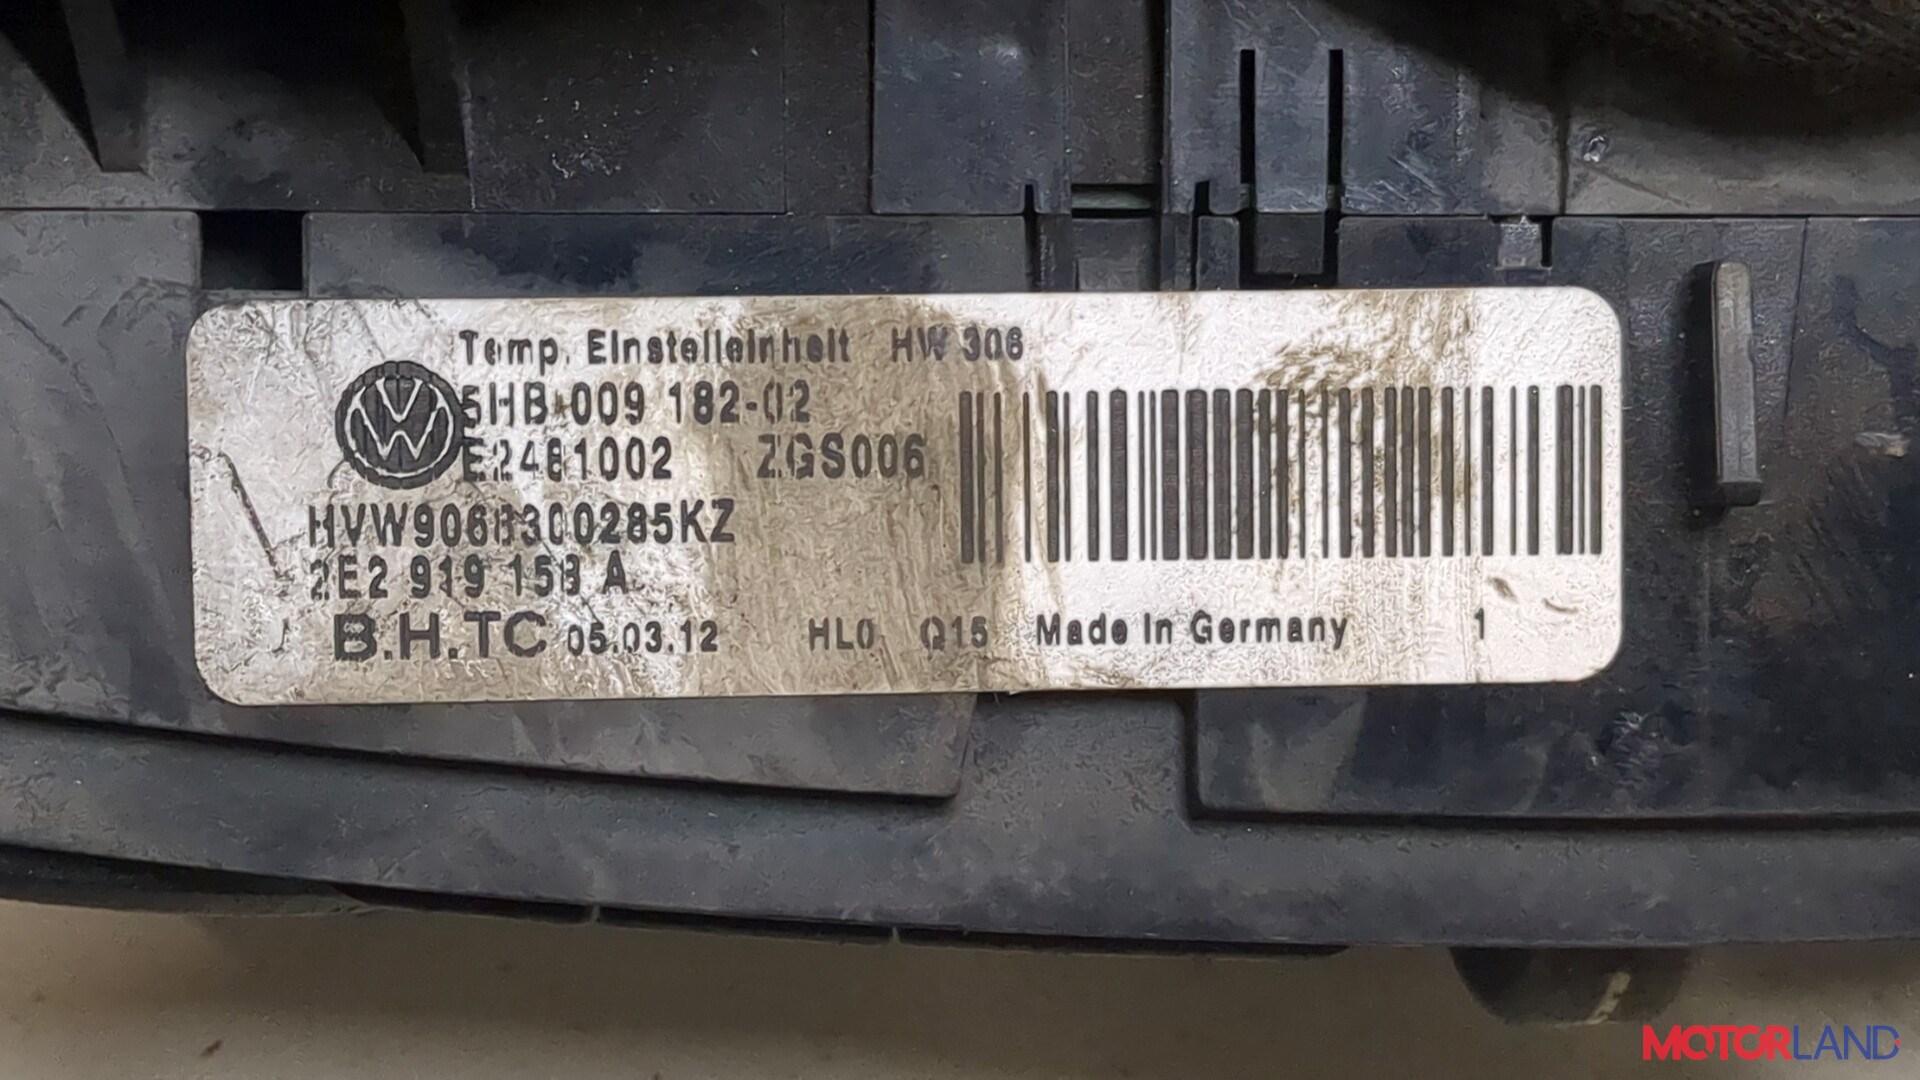 Temp. Einstelleinheit HW 306
5HB 009 182-02
E2481002 ZGS006
2E2 919 158 A
B.H.TC 05.03.12 HL0 Q15 Made in Germany 1
MOTORLAND